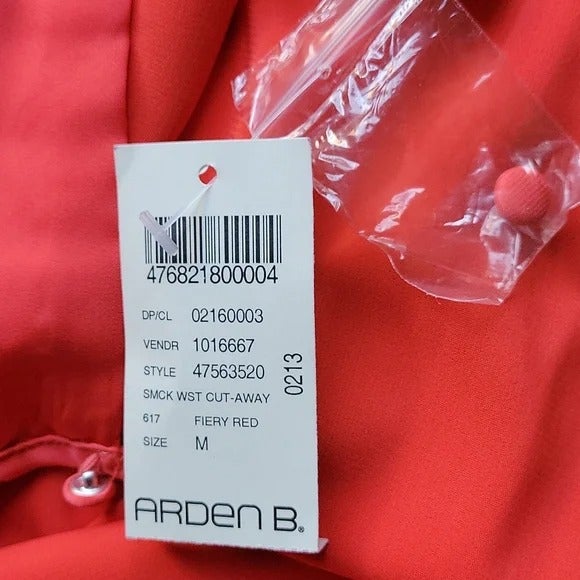 476821800004
DP/CL 02160003
VENDR 1016667
STYLE 47563520
SMCK WST CUT-AWAY
617 FIERY RED
SIZE M
0213
ARDEN B.®